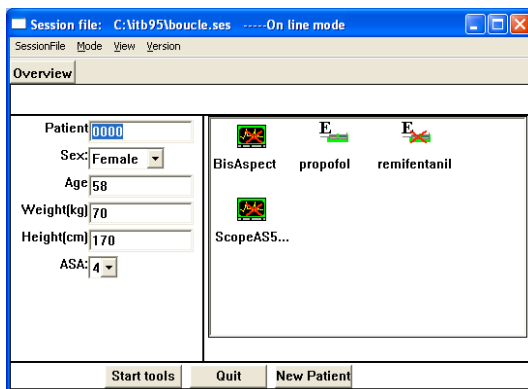 Session file: C:\itb95\boucle.ses -----On line mode
SessionFile Mode View Version
Overview
Patient 0000
Sex: Female
Age 58
Weight(kg) 70
Height(cm) 170
ASA: 4
E E
BisAspect propofol remifentanil
ScopeAS5...
Start tools Quit New Patient